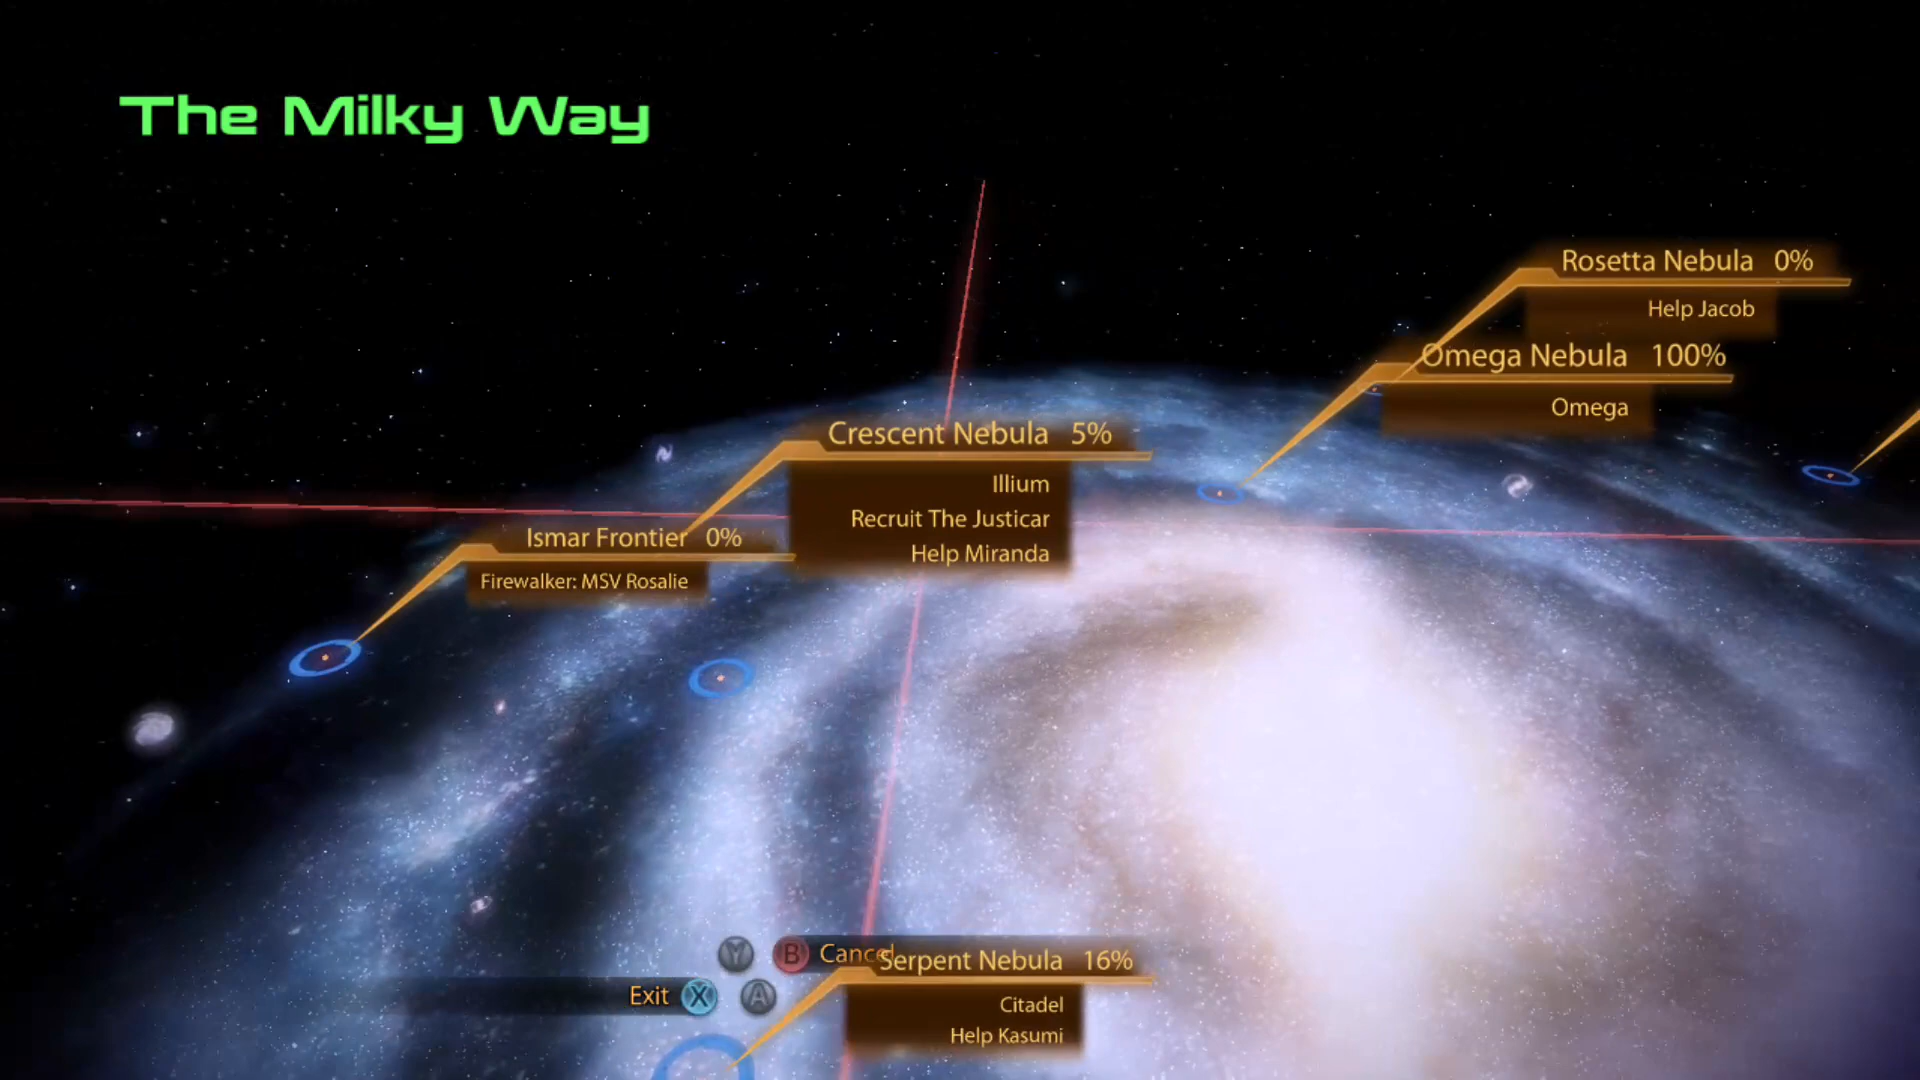 The Milky Way
Rosetta Nebula 0%
Help Jacob
Omega Nebula 100%
Omega
Crescent Nebula 5%
Illium
Recruit The Justicar
Help Miranda
Ismar Frontier 0%
Firewalker: MSV Rosalie
Y
B Cancel
Exit X
A
Serpent Nebula 16%
Citadel
Help Kasumi